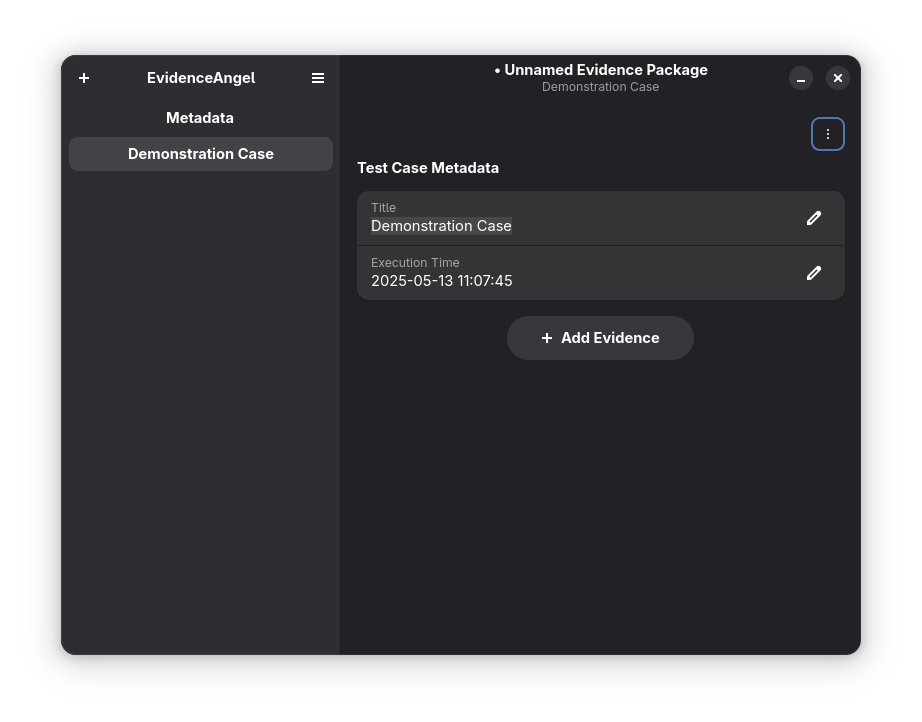 EvidenceAngel
Metadata
Demonstration Case
• Unnamed Evidence Package
Demonstration Case
Test Case Metadata
Title
Demonstration Case
Execution Time
2025-05-13 11:07:45
Add Evidence